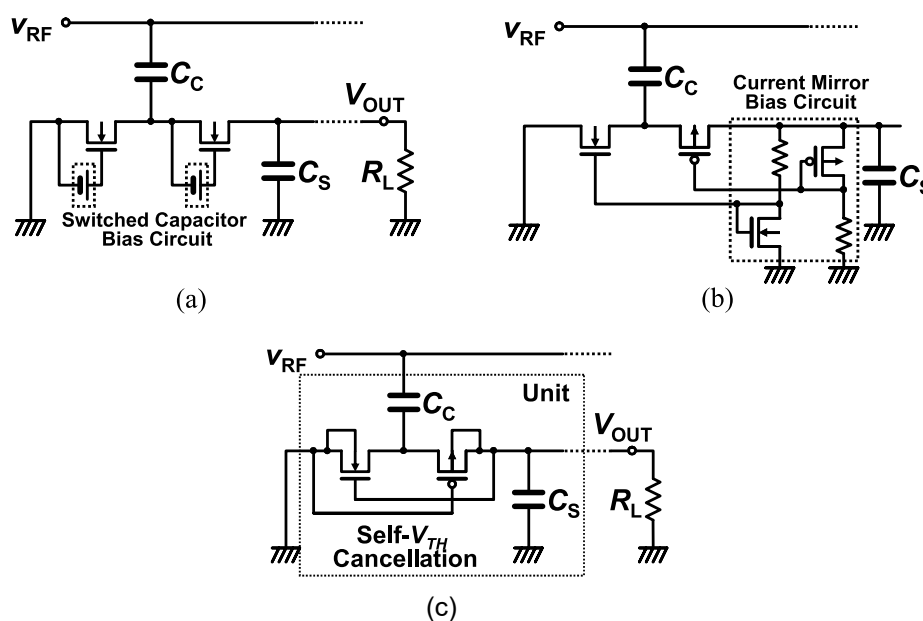 vRF
CC
VOUT
CS
RL
Switched Capacitor
Bias Circuit
(a)
vRF
CC
Current Mirror
Bias Circuit
CS
(b)
vRF
Unit
CC
VOUT
CS
RL
Self-VTH
Cancellation
(c)